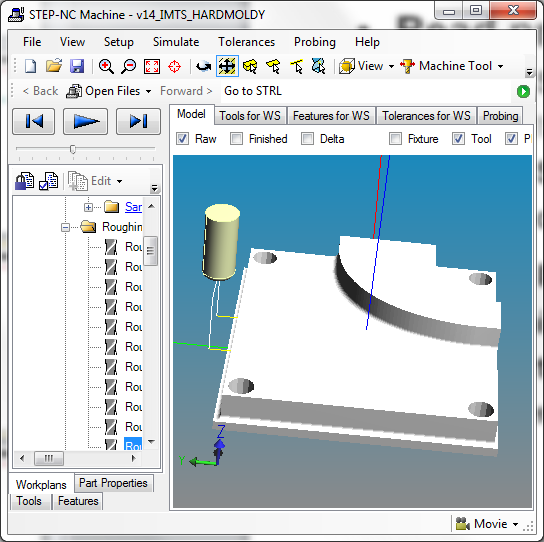 STEP-NC Machine - v14_IMTS_HARDMOLDY
File View Setup Simulate Tolerances Probing Help
View Machine Tool
< Back Open Files Forward > Go to STRL
Model Tools for WS Features for WS Tolerances for WS Probing
Raw Finished Delta Fixture Tool
Edit
Sar
Roughin
Rou
Rou
Rou
Rou
Rou
Rou
Rou
Rou
Rou
Rou
Rou
Z
Workplans Part Properties
Tools Features
Movie